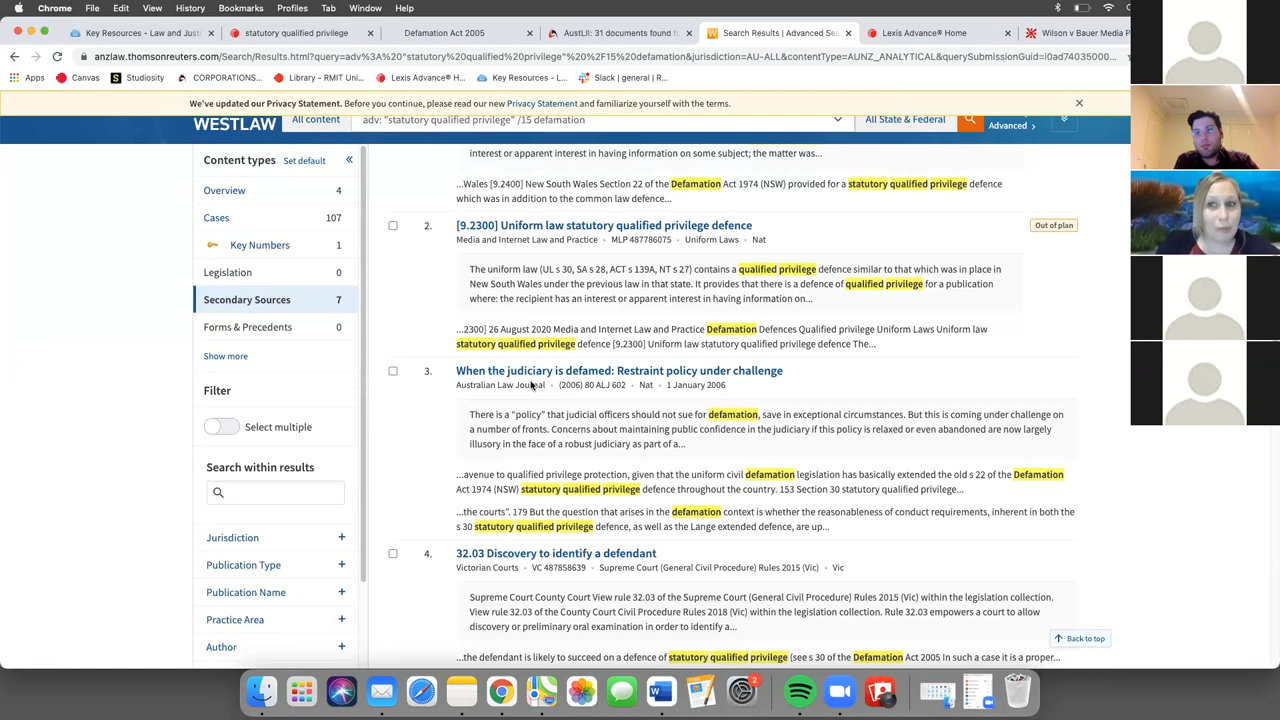 Chrome File Edit View History Bookmarks Profiles Tab Window Help
Key Resources - Law and Just
statutory qualified privilege
Defamation Act 2005
AustLII: 31 documents found fo
Search Results | Advanced Sea
Lexis Advance® Home
Wilson v Bauer Media P
anzlaw.thomsonreuters.com/Search/Results.html?query=adv%3A%20"statutory%20qualified%20privilege"%20%2F15%20defamation&jurisdiction=AU-ALL&contentType=AUNZ_ANALYTICAL&querySubmissionGuid=i0ad74035000...
Apps Canvas Studiosity CORPORATIONS... Library - RMIT Uni... Lexis Advance® H... Key Resources - L... Slack | general | R...
We've updated our Privacy Statement. Before you continue, please read our new Privacy Statement and familiarize yourself with the terms.
WESTLAW All content adv: "statutory qualified privilege" /15 defamation All State & Federal Advanced
Content types Set default
Overview 4
Cases 107
Key Numbers 1
Legislation 0
Secondary Sources 7
Forms & Precedents 0
Show more
Filter
Select multiple
Search within results
Jurisdiction +
Publication Type +
Publication Name +
Practice Area +
Author +
interest or apparent interest in having information on some subject; the matter was...
...Wales [9.2400] New South Wales Section 22 of the Defamation Act 1974 (NSW) provided for a statutory qualified privilege defence
which was in addition to the common law defence...
2. [9.2300] Uniform law statutory qualified privilege defence
Out of plan
Media and Internet Law and Practice • MLP 487786075 • Uniform Laws • Nat
The uniform law (UL s 30, SA s 28, ACT s 139A, NT s 27) contains a qualified privilege defence similar to that which was in place in
New South Wales under the previous law in that state. It provides that there is a defence of qualified privilege for a publication
where: the recipient has an interest or apparent interest in having information on...
...2300] 26 August 2020 Media and Internet Law and Practice Defamation Defences Qualified privilege Uniform Laws Uniform law
statutory qualified privilege defence [9.2300] Uniform law statutory qualified privilege defence The...
3. When the judiciary is defamed: Restraint policy under challenge
Australian Law Journal • (2006) 80 ALJ 602 • Nat • 1 January 2006
There is a "policy" that judicial officers should not sue for defamation, save in exceptional circumstances. But this is coming under challenge on
a number of fronts. Concerns about maintaining public confidence in the judiciary if this policy is relaxed or even abandoned are now largely
illusory in the face of a robust judiciary as part of a...
...avenue to qualified privilege protection, given that the uniform civil defamation legislation has basically extended the old s 22 of the Defamation
Act 1974 (NSW) statutory qualified privilege defence throughout the country. 153 Section 30 statutory qualified privilege...
...the courts". 179 But the question that arises in the defamation context is whether the reasonableness of conduct requirements, inherent in both the
s 30 statutory qualified privilege defence, as well as the Lange extended defence, are up...
4. 32.03 Discovery to identify a defendant
Victorian Courts • VC 487858639 • Supreme Court (General Civil Procedure) Rules 2015 (Vic) • Vic
Supreme Court County Court View rule 32.03 of the Supreme Court (General Civil Procedure) Rules 2015 (Vic) within the legislation collection.
View rule 32.03 of the County Court Civil Procedure Rules 2018 (Vic) within the legislation collection. Rule 32.03 empowers a court to allow
discovery or preliminary oral examination in order to identify a...
Back to top
...the defendant is likely to succeed on a defence of statutory qualified privilege (see s 30 of the Defamation Act 2005 In such a case it is a proper...
2